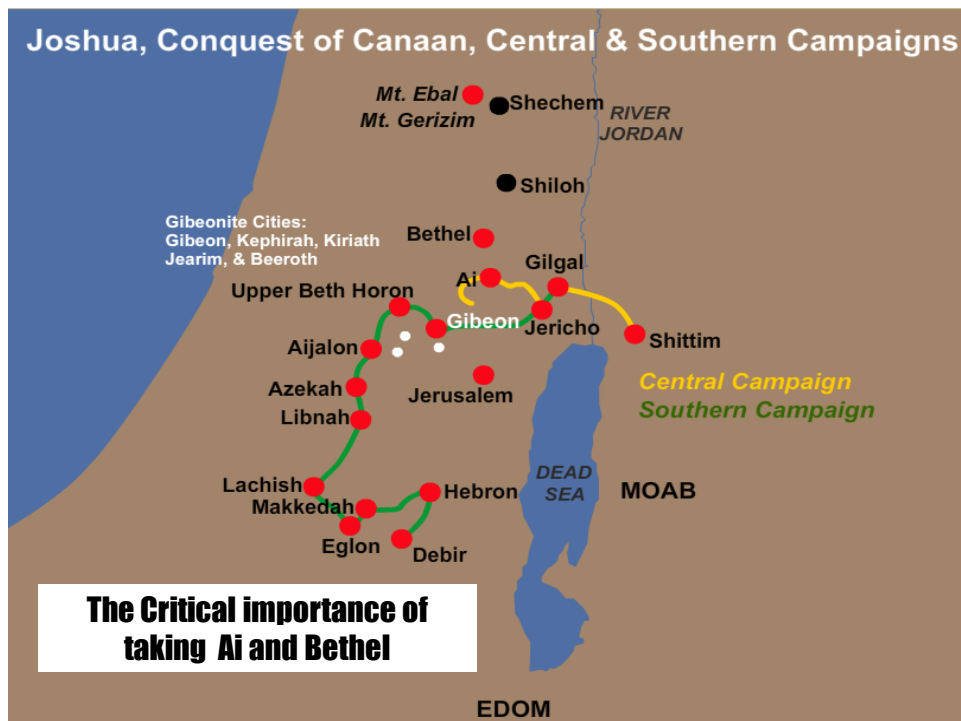 Joshua, Conquest of Canaan, Central & Southern Campaigns
Mt. Ebal
Mt. Gerizim
Shechem
RIVER
JORDAN
Shiloh
Gibeonite Cities:
Gibeon, Kephirah, Kiriath
Jearim, & Beeroth
Bethel
Ai
Gilgal
Upper Beth Horon
Gibeon
Jericho
Shittim
Aijalon
Azekah
Jerusalem
Central Campaign
Southern Campaign
Libnah
DEAD
SEA
MOAB
Lachish
Makkedah
Hebron
Eglon
Debir
The Critical importance of
taking Ai and Bethel
EDOM